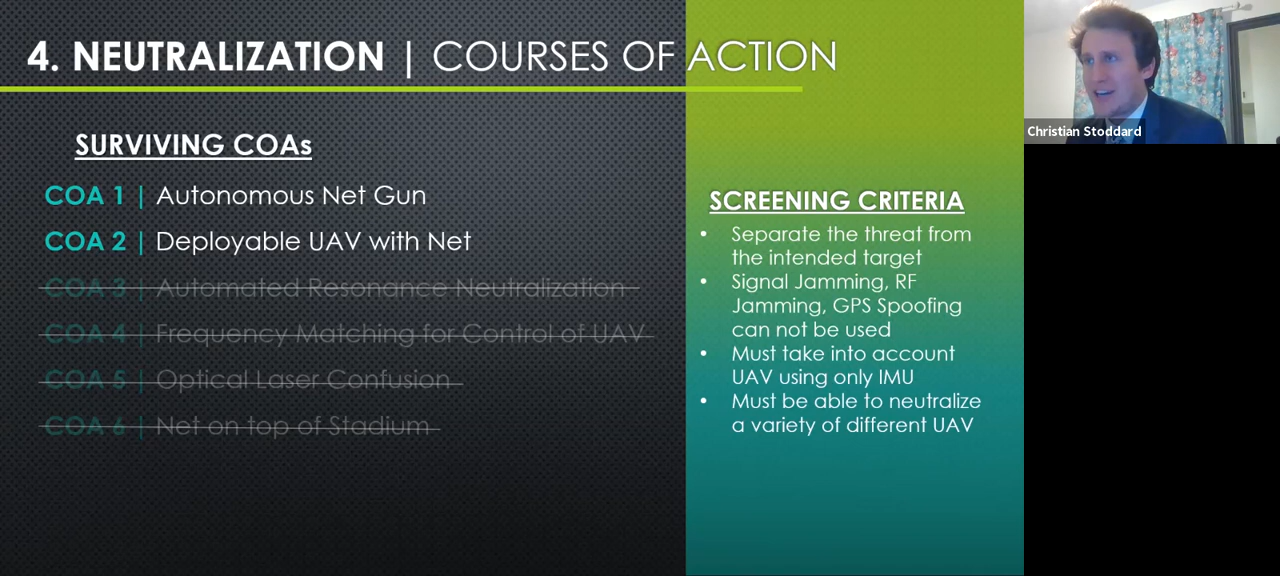 4. NEUTRALIZATION | COURSES OF ACTION
SURVIVING COAs
COA 1 | Autonomous Net Gun
COA 2 | Deployable UAV with Net
COA 3 | Automated Resonance Neutralization
COA 4 | Frequency Matching for Control of UAV
COA 5 | Optical Laser Confusion
COA 6 | Net on top of Stadium
SCREENING CRITERIA
• Separate the threat from
the intended target
• Signal Jamming, RF
Jamming, GPS Spoofing
can not be used
• Must take into account
UAV using only IMU
• Must be able to neutralize
a variety of different UAV
Christian Stoddard